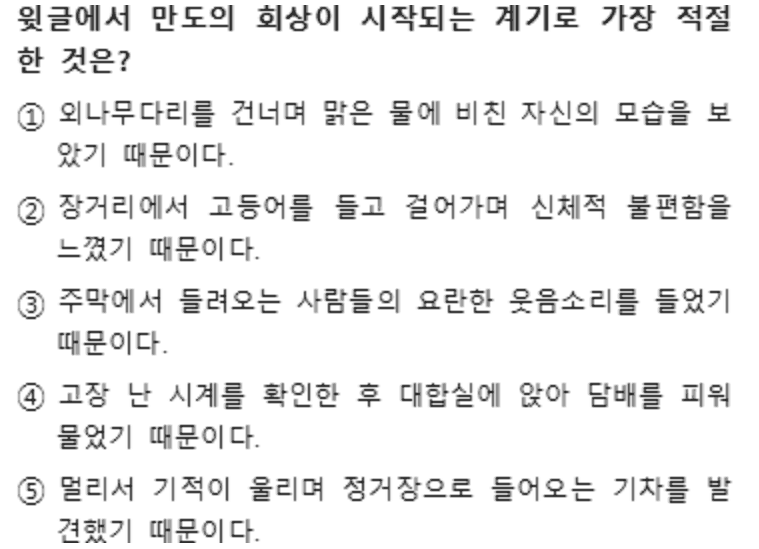 윗글에서 만도의 회상이 시작되는 계기로 가장 적절
한 것은?
① 외나무다리를 건너며 맑은 물에 비친 자신의 모습을 보
았기 때문이다.
② 장거리에서 고등어를 들고 걸어가며 신체적 불편함을
느꼈기 때문이다.
③ 주막에서 들려오는 사람들의 요란한 웃음소리를 들었기
때문이다.
④ 고장 난 시계를 확인한 후 대합실에 앉아 담배를 피워
물었기 때문이다.
⑤ 멀리서 기적이 울리며 정거장으로 들어오는 기차를 발
견했기 때문이다.